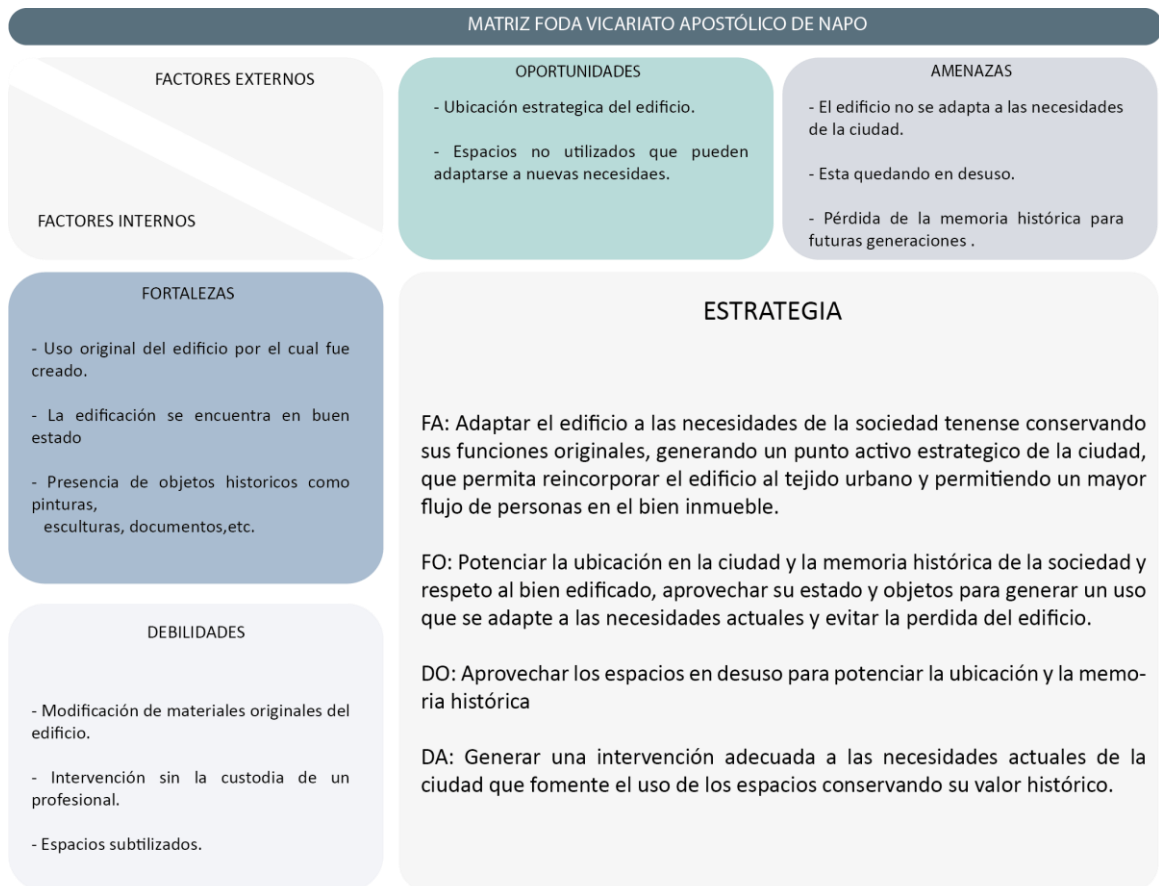 MATRIZ FODA VICARIATO APOSTÓLICO DE NAPO
FACTORES EXTERNOS
FACTORES INTERNOS
OPORTUNIDADES
- Ubicación estrategica del edificio.
- Espacios no utilizados que pueden
adaptarse a nuevas necesidaes.
AMENAZAS
- El edificio no se adapta a las necesidades
de la ciudad.
- Esta quedando en desuso.
- Pérdida de la memoria histórica para
futuras generaciones .
FORTALEZAS
- Uso original del edificio por el cual fue
creado.
- La edificación se encuentra en buen
estado
- Presencia de objetos historicos como
pinturas,
esculturas, documentos,etc.
DEBILIDADES
- Modificación de materiales originales del
edificio.
- Intervención sin la custodia de un
profesional.
- Espacios subtilizados.
ESTRATEGIA
FA: Adaptar el edificio a las necesidades de la sociedad tenense conservando
sus funciones originales, generando un punto activo estrategico de la ciudad,
que permita reincorporar el edificio al tejido urbano y permitiendo un mayor
flujo de personas en el bien inmueble.
FO: Potenciar la ubicación en la ciudad y la memoria histórica de la sociedad y
respeto al bien edificado, aprovechar su estado y objetos para generar un uso
que se adapte a las necesidades actuales y evitar la perdida del edificio.
DO: Aprovechar los espacios en desuso para potenciar la ubicación y la memo-
ria histórica
DA: Generar una intervención adecuada a las necesidades actuales de la
ciudad que fomente el uso de los espacios conservando su valor histórico.